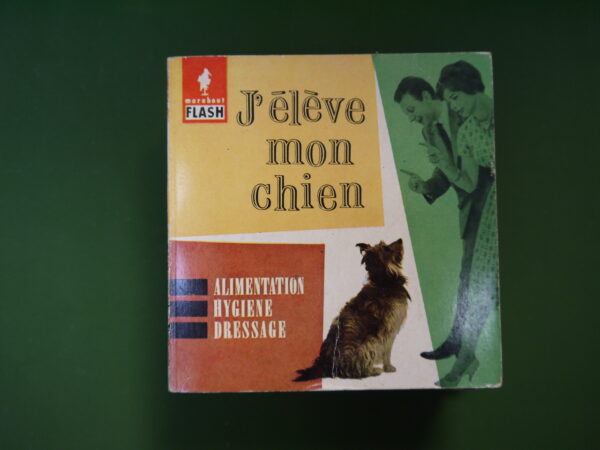 marabout
FLASH
J'élève
mon
chien
ALIMENTATION
HYGIENE
DRESSAGE